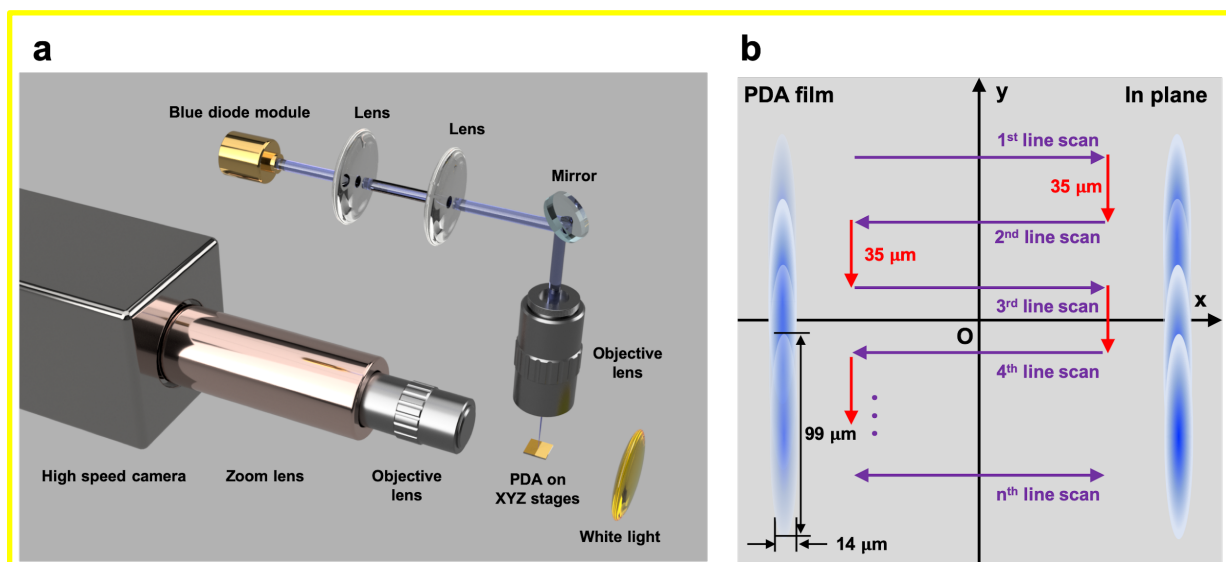 a
Blue diode module
Lens
Lens
Mirror
Objective
lens
High speed camera
Zoom lens
Objective
lens
PDA on
XYZ stages
White light
b
PDA film
y
In plane
1st line scan
35 μm
2nd line scan
35 μm
3rd line scan
x
O
4th line scan
99 μm
nth line scan
14 μm